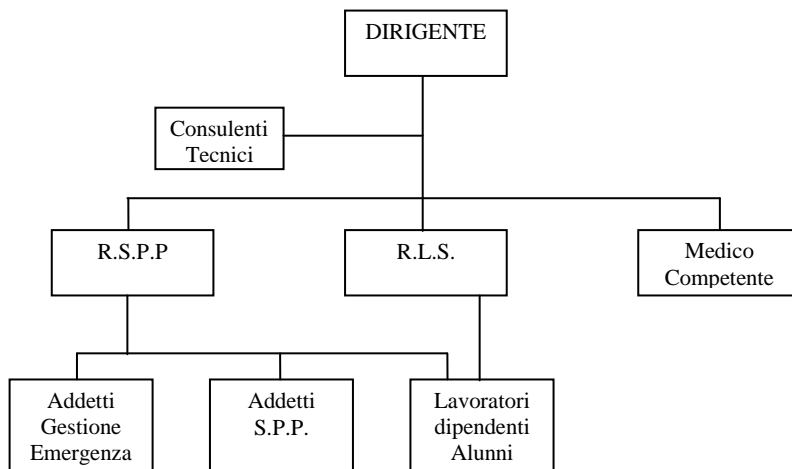 DIRIGENTE
Consulenti
Tecnici
R.S.P.P
R.L.S.
Medico
Competente
Addetti
Gestione
Emergenza
Addetti
S.P.P.
Lavoratori
dipendenti
Alunni